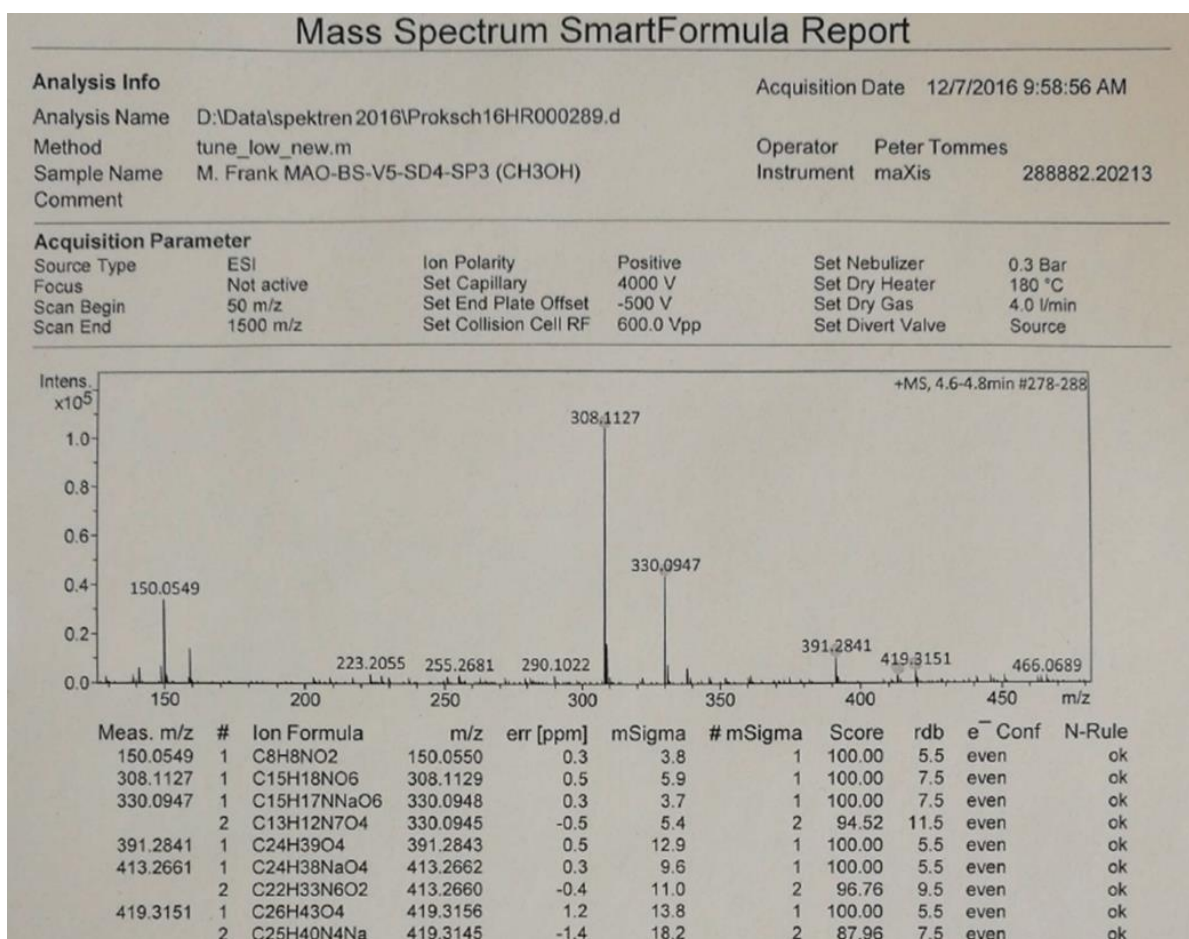 Mass Spectrum SmartFormula Report
Analysis Info
Acquisition Date 12/7/2016 9:58:56 AM
Analysis Name D:\Data\spektren 2016\Proksch16HR000289.d
Method tune_low_new.m
Operator Peter Tommes
Sample Name M. Frank MAO-BS-V5-SD4-SP3 (CH3OH)
Instrument maXis 288882.20213
Comment
Acquisition Parameter
Source Type ESI Ion Polarity Positive Set Nebulizer 0.3 Bar
Focus Not active Set Capillary 4000 V Set Dry Heater 180 °C
Scan Begin 50 m/z Set End Plate Offset -500 V Set Dry Gas 4.0 l/min
Scan End 1500 m/z Set Collision Cell RF 600.0 Vpp Set Divert Valve Source
Intens.
x10⁵
+MS, 4.6-4.8min #278-288
308.1127
1.0
0.8
0.6
330.0947
0.4
150.0549
0.2
391.2841
419.3151
223.2055 255.2681 290.1022 466.0689
0.0
150 200 250 300 350 400 450 m/z
Meas. m/z # Ion Formula m/z err [ppm] mSigma # mSigma Score rdb e⁻ Conf N-Rule
150.0549 1 C8H8NO2 150.0550 0.3 3.8 1 100.00 5.5 even ok
308.1127 1 C15H18NO6 308.1129 0.5 5.9 1 100.00 7.5 even ok
330.0947 1 C15H17NNaO6 330.0948 0.3 3.7 1 100.00 7.5 even ok
2 C13H12N7O4 330.0945 -0.5 5.4 2 94.52 11.5 even ok
391.2841 1 C24H39O4 391.2843 0.5 12.9 1 100.00 5.5 even ok
413.2661 1 C24H38NaO4 413.2662 0.3 9.6 1 100.00 5.5 even ok
2 C22H33N6O2 413.2660 -0.4 11.0 2 96.76 9.5 even ok
419.3151 1 C26H43O4 419.3156 1.2 13.8 1 100.00 5.5 even ok
2 C25H40N4Na 419.3145 -1.4 18.2 2 87.96 7.5 even ok